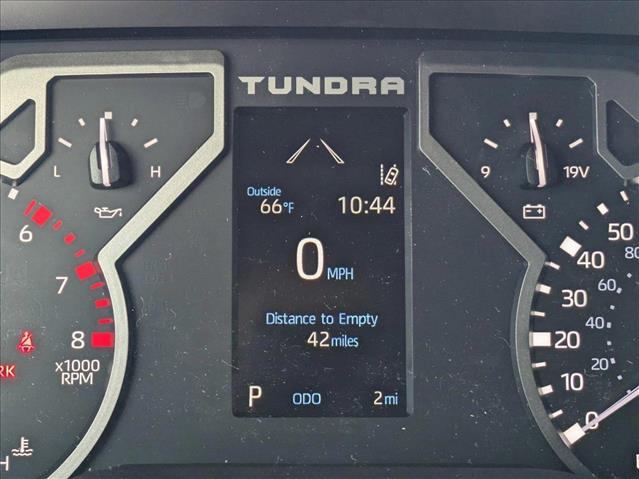 TUNDRA
L H
9 19V
Outside
66°F 10:44
0 MPH
Distance to Empty
42 miles
P ODO 2 mi
6
7
8
x1000
RPM
RK
H
50
40
30
20
10
0
80
60
40
20